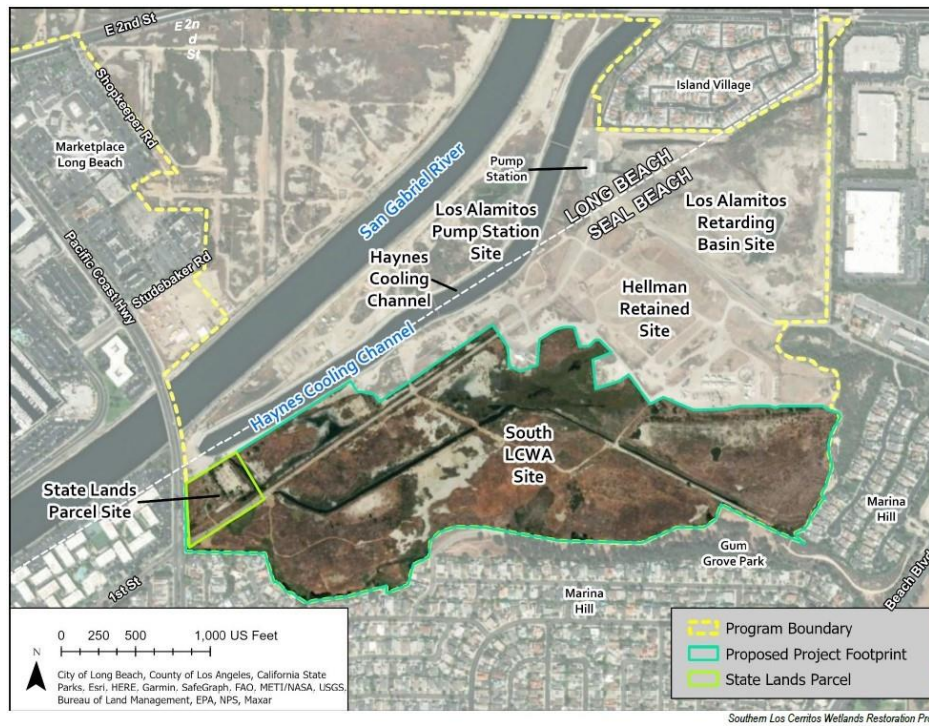 E 2nd St
E 2n
d
St
Shopkeeper Rd
Marketplace
Long Beach
Pacific Coast Hwy
Studebaker Rd
San Gabriel River
Island Village
Pump
Station
LONG BEACH
SEAL BEACH
Los Alamitos
Pump Station
Site
Los Alamitos
Retarding
Basin Site
Haynes
Cooling
Channel
Hellman
Retained
Site
Haynes Cooling Channel
South
LCWA
Site
State Lands
Parcel Site
Marina
Hill
Gum
Grove Park
Beach Blvd
1st St
Marina
Hill
0 250 500 1,000 US Feet
N
City of Long Beach, County of Los Angeles, California State
Parks, Esri, HERE, Garmin, SafeGraph, FAO, METI/NASA, USGS,
Bureau of Land Management, EPA, NPS, Maxar
Program Boundary
Proposed Project Footprint
State Lands Parcel
Southern Los Cerritos Wetlands Restoration Pr